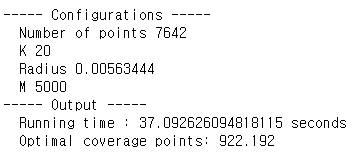 ----- Configurations -----
Number of points 7642
K 20
Radius 0.00563444
M 5000
----- Output -----
Running time : 37.092626094818115 seconds
Optimal coverage points: 922.192